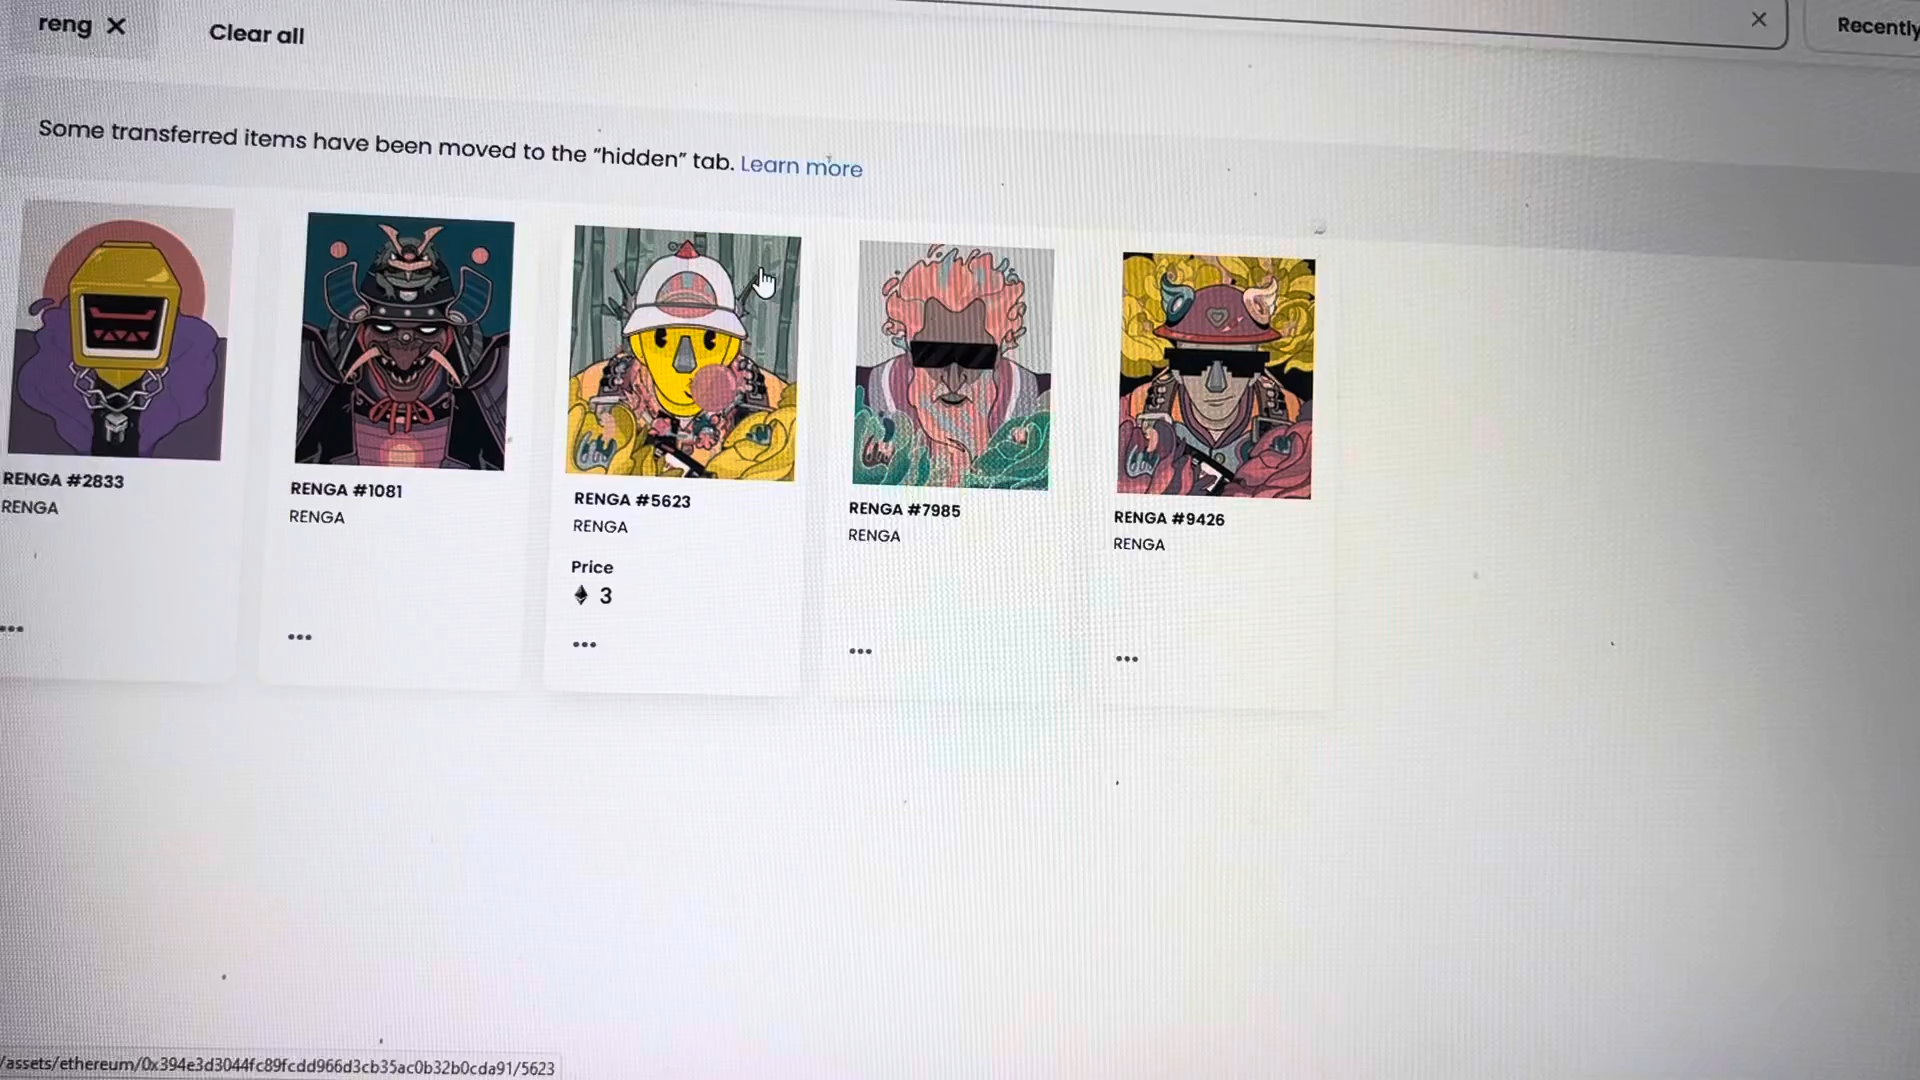 reng ✕
Clear all
Recently
Some transferred items have been moved to the “hidden” tab. Learn more
RENGA #2833
RENGA
RENGA #1081
RENGA
RENGA #5623
RENGA
Price
3
RENGA #7985
RENGA
RENGA #9426
RENGA
/assets/ethereum/0x394e3d3044fc89fcdd966d3cb35ac0b32b0cda91/5623